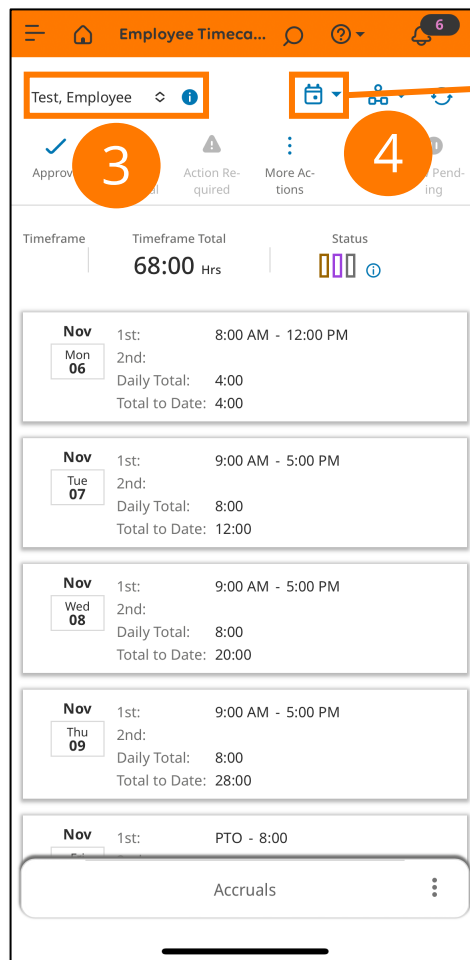 Employee Timeca...
6
Test, Employee
3
4
Approv
Action Re-
quired
More Ac-
tions
Pend-
ing
Timeframe
Timeframe Total
68:00 Hrs
Status
Nov
Mon
06
1st: 8:00 AM - 12:00 PM
2nd:
Daily Total: 4:00
Total to Date: 4:00
Nov
Tue
07
1st: 9:00 AM - 5:00 PM
2nd:
Daily Total: 8:00
Total to Date: 12:00
Nov
Wed
08
1st: 9:00 AM - 5:00 PM
2nd:
Daily Total: 8:00
Total to Date: 20:00
Nov
Thu
09
1st: 9:00 AM - 5:00 PM
2nd:
Daily Total: 8:00
Total to Date: 28:00
Nov
1st: PTO - 8:00
Accruals